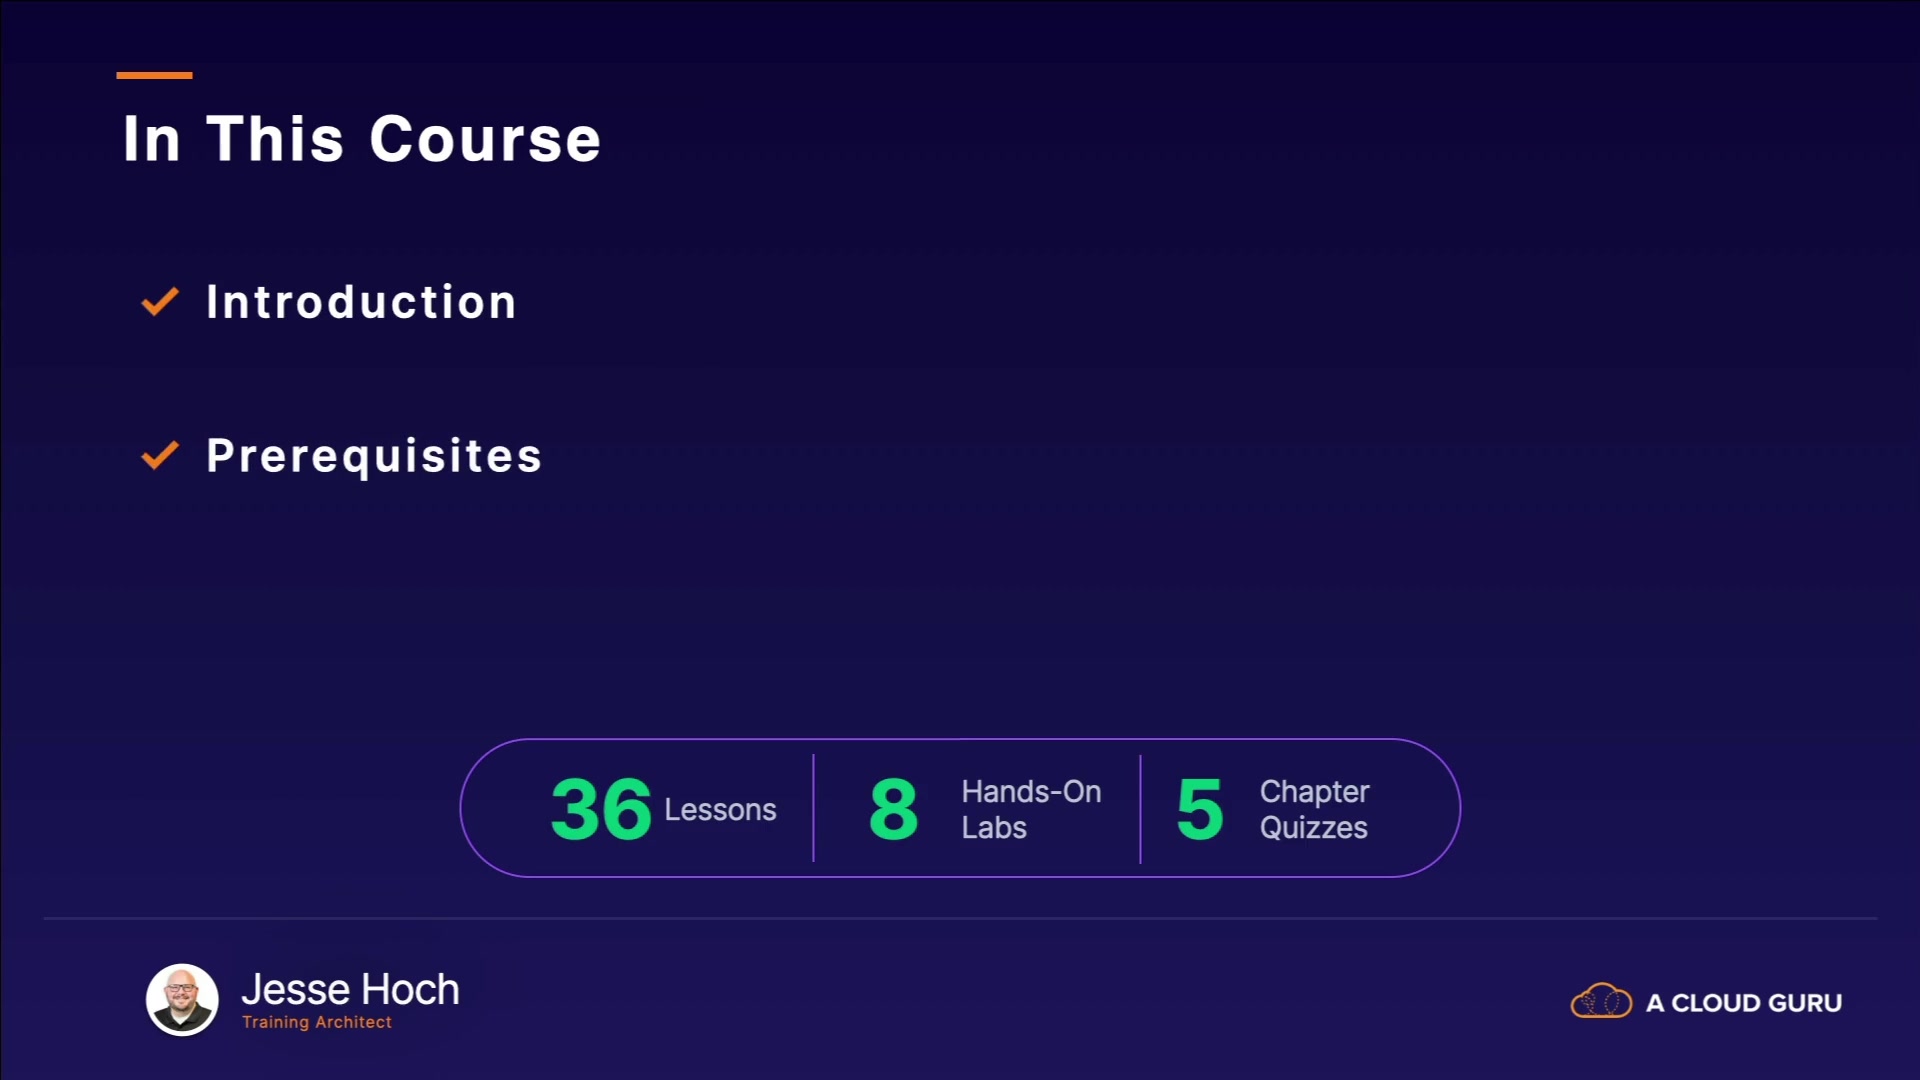 In This Course
Introduction
Prerequisites
36 Lessons
8 Hands-On
Labs
5 Chapter
Quizzes
Jesse Hoch
Training Architect
A CLOUD GURU